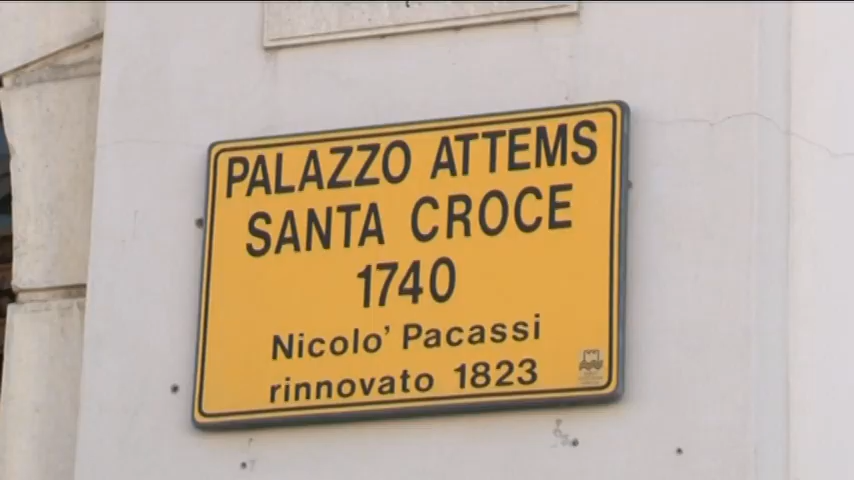 PALAZZO ATTEMS
SANTA CROCE
1740
Nicolo' Pacassi
rinnovato 1823